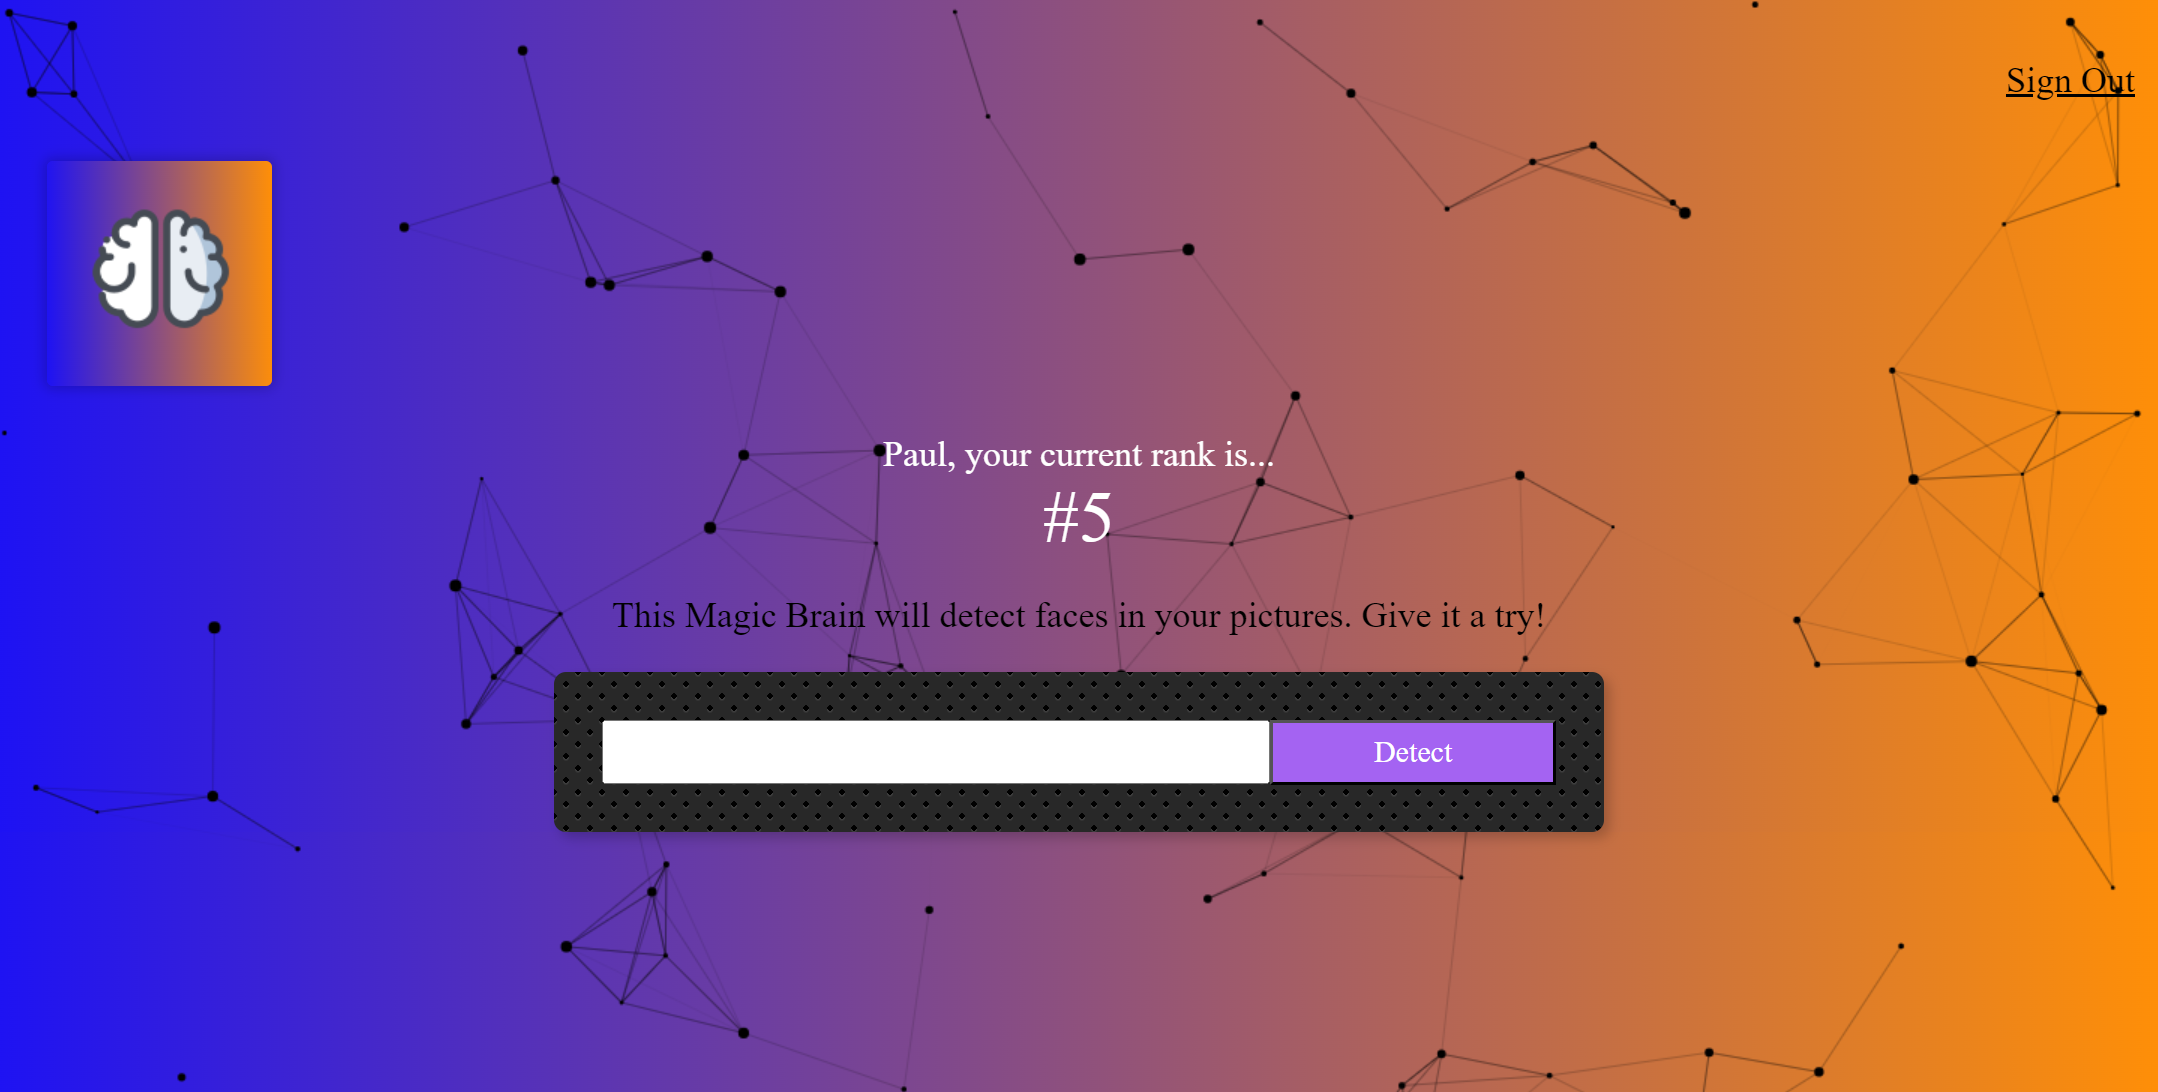 Sign Out
Paul, your current rank is...
#5
This Magic Brain will detect faces in your pictures. Give it a try!
Detect